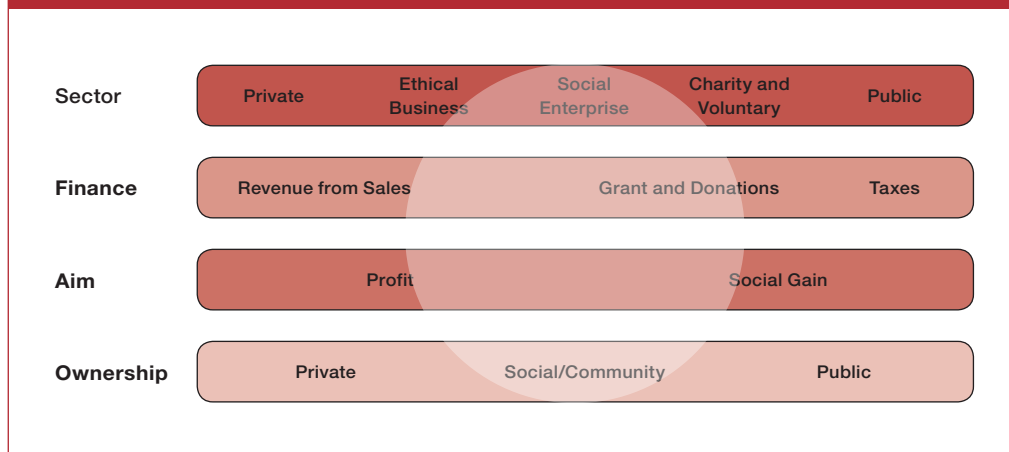 Sector
Private
Ethical
Business
Social
Enterprise
Charity and
Voluntary
Public
Finance
Revenue from Sales
Grant and Donations
Taxes
Aim
Profit
Social Gain
Ownership
Private
Social/Community
Public